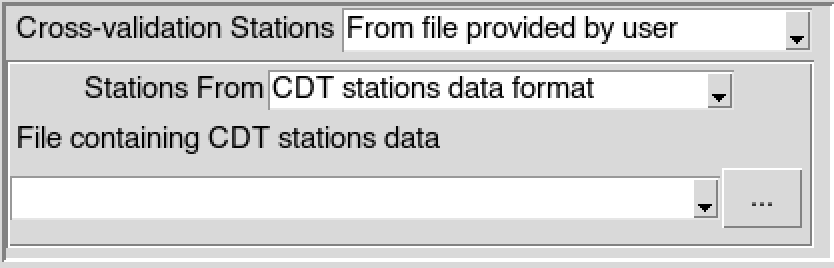 Cross-validation Stations From file provided by user
Stations From CDT stations data format
File containing CDT stations data
...